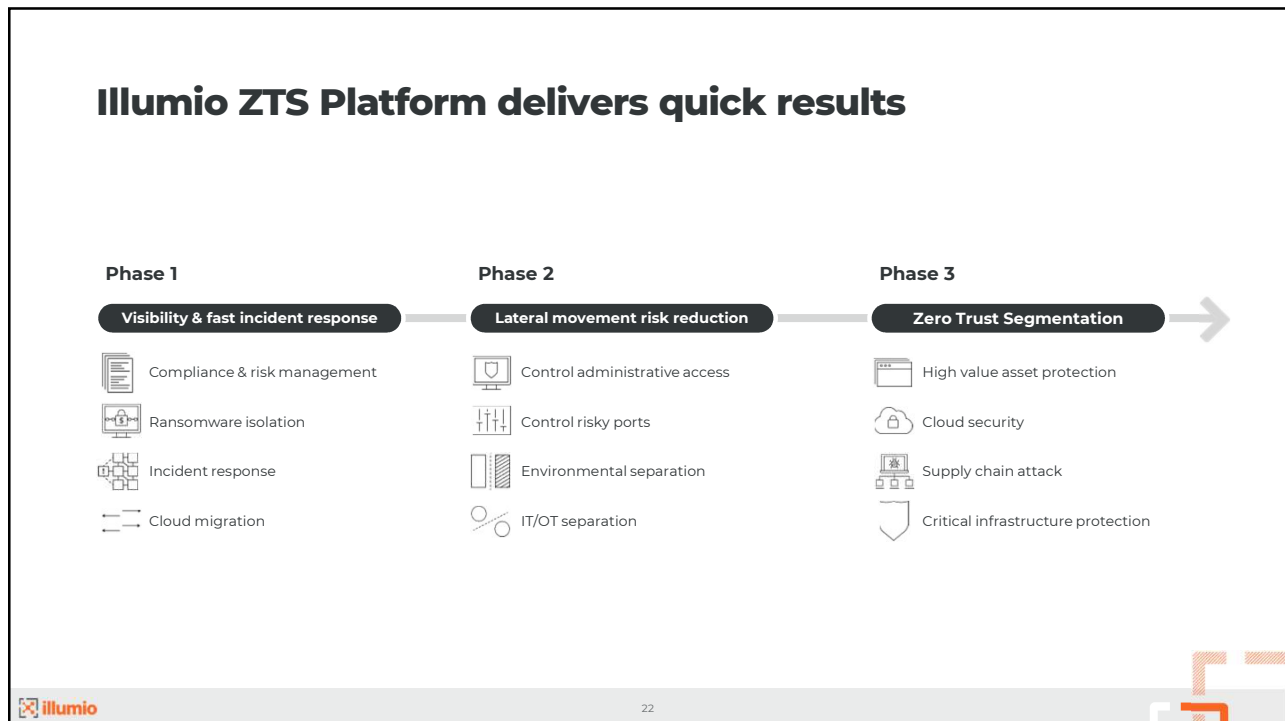 Illumio ZTS Platform delivers quick results
Phase 1
Visibility & fast incident response
Compliance & risk management
Ransomware isolation
Incident response
Cloud migration
Phase 2
Lateral movement risk reduction
Control administrative access
Control risky ports
Environmental separation
IT/OT separation
Phase 3
Zero Trust Segmentation
High value asset protection
Cloud security
Supply chain attack
Critical infrastructure protection
illumio
22